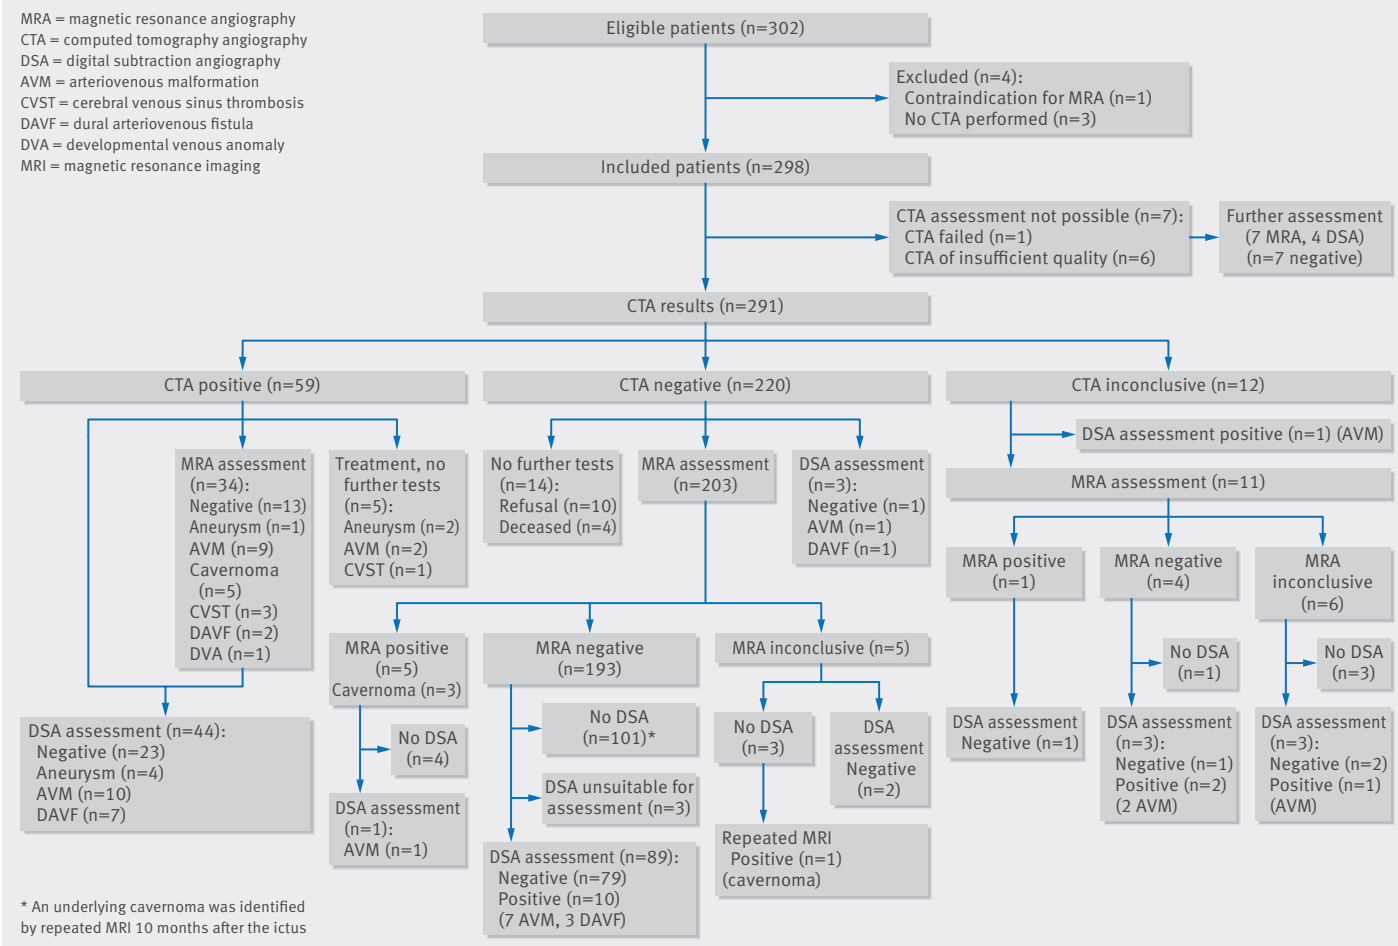 MRA = magnetic resonance angiography
CTA = computed tomography angiography
DSA = digital subtraction angiography
AVM = arteriovenous malformation
CVST = cerebral venous sinus thrombosis
DAVF = dural arteriovenous fistula
DVA = developmental venous anomaly
MRI = magnetic resonance imaging
Eligible patients (n=302)
Excluded (n=4):
Contraindication for MRA (n=1)
No CTA performed (n=3)
Included patients (n=298)
CTA assessment not possible (n=7):
CTA failed (n=1)
CTA of insufficient quality (n=6)
Further assessment
(7 MRA, 4 DSA)
(n=7 negative)
CTA results (n=291)
CTA positive (n=59)
MRA assessment
(n=34):
Negative (n=13)
Aneurysm (n=1)
AVM (n=9)
Cavernoma
(n=5)
CVST (n=3)
DAVF (n=2)
DVA (n=1)
Treatment, no
further tests
(n=5):
Aneurysm (n=2)
AVM (n=2)
CVST (n=1)
DSA assessment (n=44):
Negative (n=23)
Aneurysm (n=4)
AVM (n=10)
DAVF (n=7)
CTA negative (n=220)
No further tests
(n=14):
Refusal (n=10)
Deceased (n=4)
MRA assessment
(n=203)
DSA assessment
(n=3):
Negative (n=1)
AVM (n=1)
DAVF (n=1)
MRA positive
(n=5)
Cavernoma (n=3)
No DSA
(n=4)
DSA assessment
(n=1):
AVM (n=1)
MRA negative
(n=193)
No DSA
(n=101)*
DSA unsuitable for
assessment (n=3)
DSA assessment (n=89):
Negative (n=79)
Positive (n=10)
(7 AVM, 3 DAVF)
MRA inconclusive (n=5)
No DSA
(n=3)
DSA
assessment
Negative
(n=2)
Repeated MRI
Positive (n=1)
(cavernoma)
CTA inconclusive (n=12)
DSA assessment positive (n=1) (AVM)
MRA assessment (n=11)
MRA positive
(n=1)
DSA assessment
Negative (n=1)
MRA negative
(n=4)
No DSA
(n=1)
DSA assessment
(n=3):
Negative (n=1)
Positive (n=2)
(2 AVM)
MRA
inconclusive
(n=6)
No DSA
(n=3)
DSA assessment
(n=3):
Negative (n=2)
Positive (n=1)
(AVM)
* An underlying cavernoma was identified
by repeated MRI 10 months after the ictus